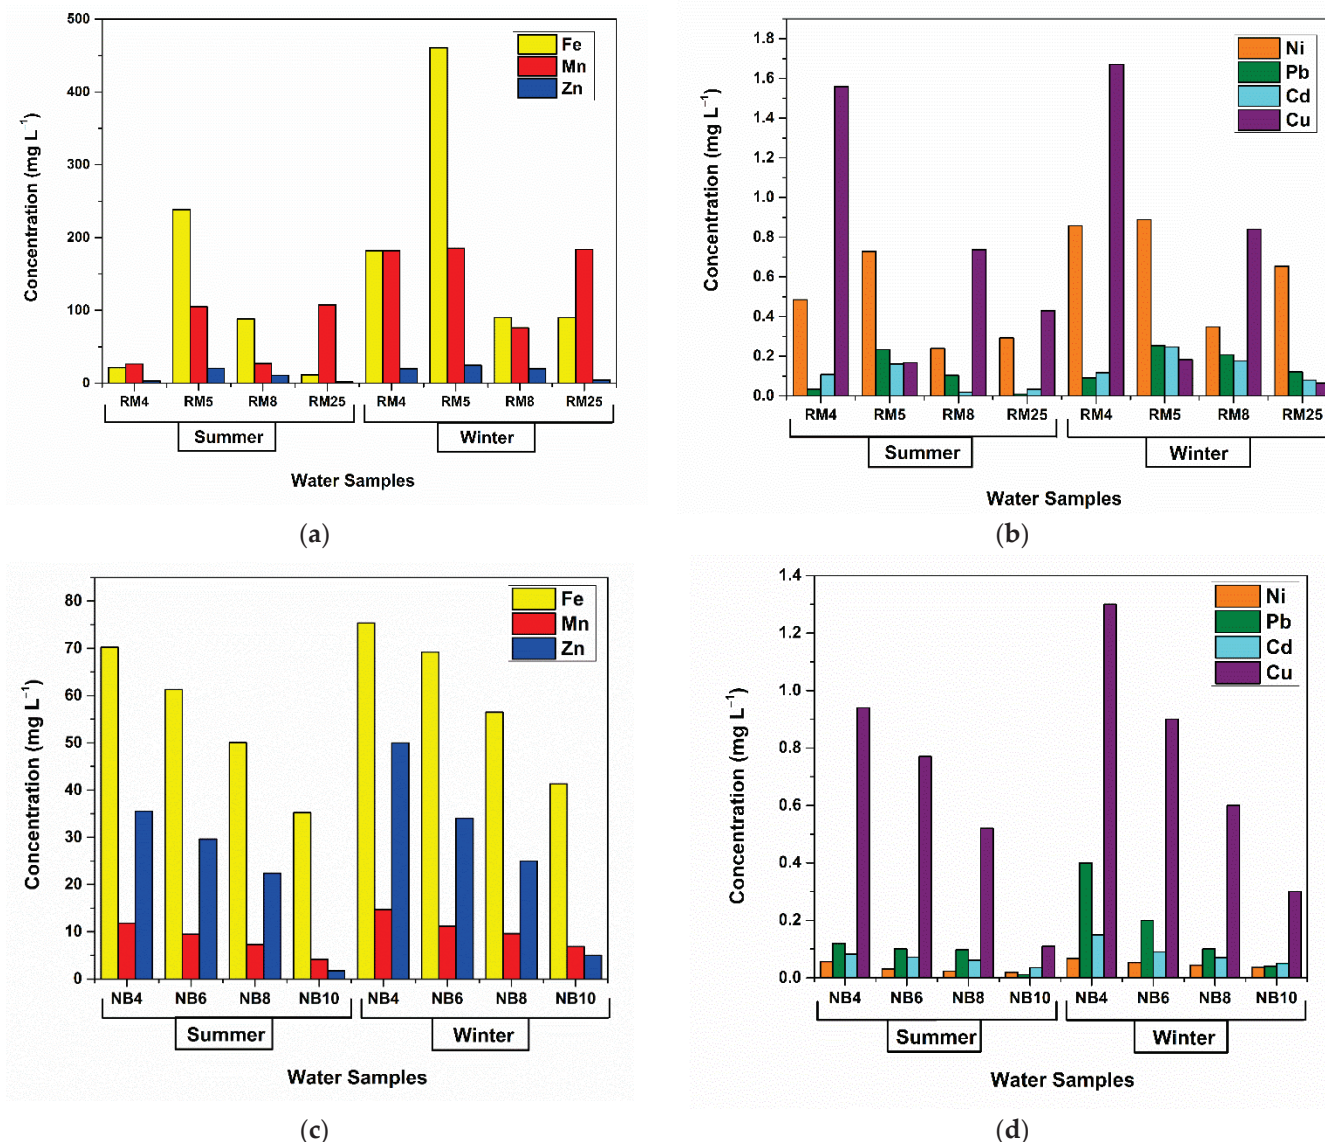 500
400
300
200
100
0
Concentration (mg L⁻¹)
Fe
Mn
Zn
RM4 RM5 RM8 RM25 RM4 RM5 RM8 RM25
Summer Winter
Water Samples
(a)
1.8
1.6
1.4
1.2
1.0
0.8
0.6
0.4
0.2
0.0
Concentration (mg L⁻¹)
Ni
Pb
Cd
Cu
RM4 RM5 RM8 RM25 RM4 RM5 RM8 RM25
Summer Winter
Water Samples
(b)
80
70
60
50
40
30
20
10
0
Concentration (mg L⁻¹)
Fe
Mn
Zn
NB4 NB6 NB8 NB10 NB4 NB6 NB8 NB10
Summer Winter
Water Samples
(c)
1.4
1.2
1.0
0.8
0.6
0.4
0.2
0.0
Concentration (mg L⁻¹)
Ni
Pb
Cd
Cu
NB4 NB6 NB8 NB10 NB4 NB6 NB8 NB10
Summer Winter
Water Samples
(d)